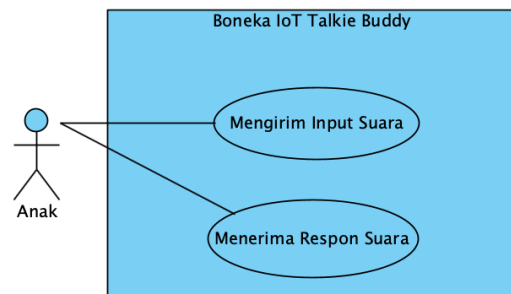 Boneka IoT Talkie Buddy
Mengirim Input Suara
Anak
Menerima Respon Suara